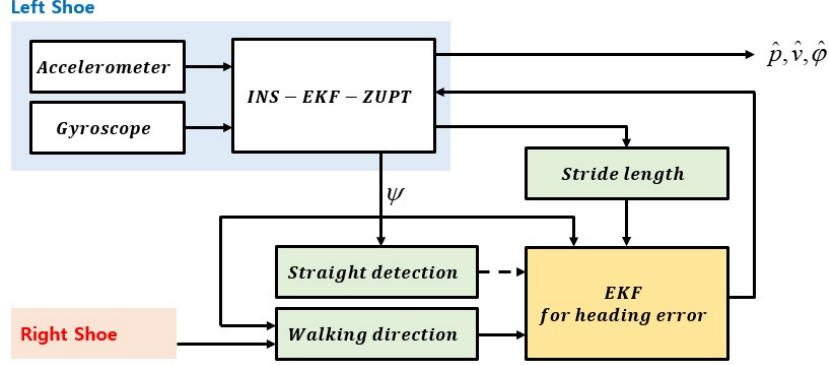 Left Shoe
Accelerometer
Gyroscope
INS − EKF − ZUPT
p̂, v̂, φ̂
Stride length
ψ
Straight detection
EKF
for heading error
Right Shoe
Walking direction